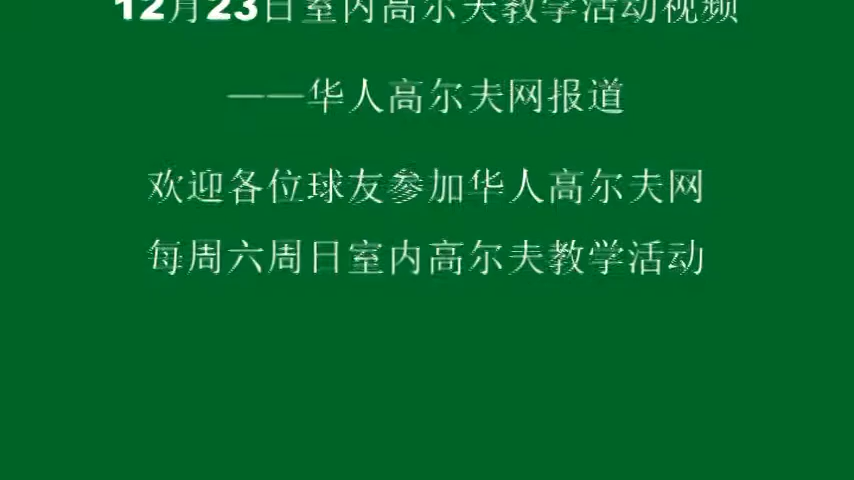 12月23日室内高尔夫教学活动视频
——华人高尔夫网报道
欢迎各位球友参加华人高尔夫网
每周六周日室内高尔夫教学活动